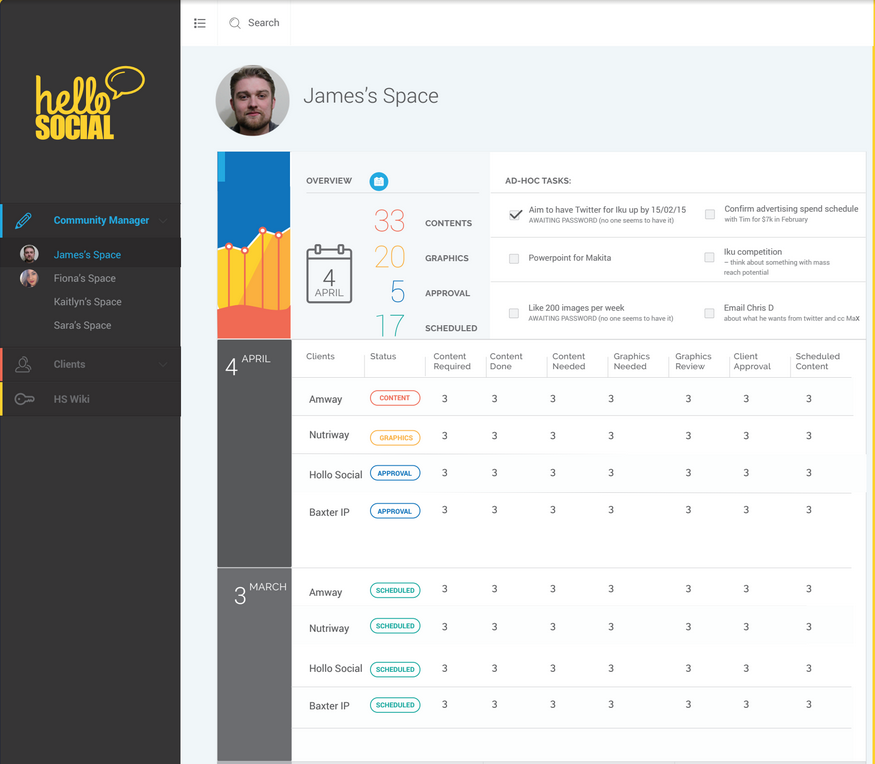 Search
hello
SOCIAL
James's Space
Community Manager
James's Space
Fiona's Space
Kaitlyn's Space
Sara's Space
Clients
HS Wiki
OVERVIEW
4
APRIL
33 CONTENTS
20 GRAPHICS
5 APPROVAL
17 SCHEDULED
AD-HOC TASKS:
Aim to have Twitter for Iku up by 15/02/15
AWAITING PASSWORD (no one seems to have it)
Confirm advertising spend schedule
with Tim for $7k in February
Powerpoint for Makita
Iku competition
– think about something with mass
reach potential
Like 200 images per week
AWAITING PASSWORD (no one seems to have it)
Email Chris D
about what he wants from twitter and cc MaX
4 APRIL
Clients Status Content Required Content Done Content Needed Graphics Needed Graphics Review Client Approval Scheduled Content
Amway CONTENT 3 3 3 3 3 3 3
Nutriway GRAPHICS 3 3 3 3 3 3 3
Hollo Social APPROVAL 3 3 3 3 3 3 3
Baxter IP APPROVAL 3 3 3 3 3 3 3
3 MARCH
Amway SCHEDULED 3 3 3 3 3 3 3
Nutriway SCHEDULED 3 3 3 3 3 3 3
Hollo Social SCHEDULED 3 3 3 3 3 3 3
Baxter IP SCHEDULED 3 3 3 3 3 3 3